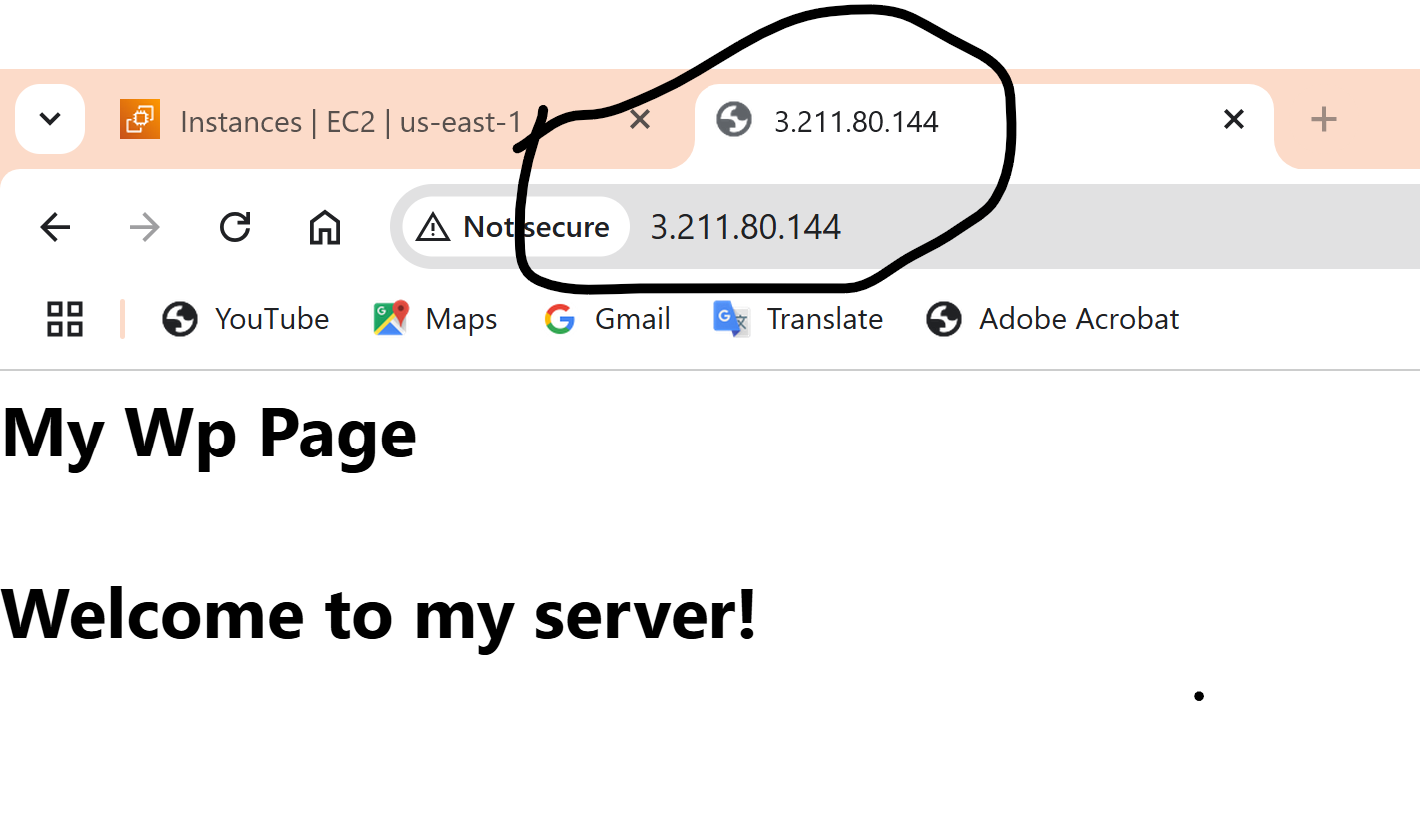 Instances | EC2 | us-east-1
3.211.80.144
Not secure 3.211.80.144
YouTube Maps Gmail Translate Adobe Acrobat
My Wp Page
Welcome to my server!